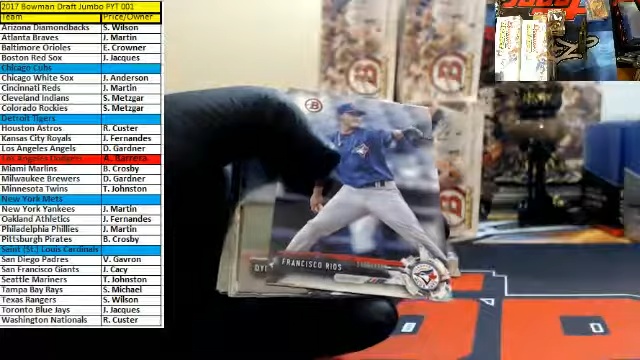 2017 Bowman Draft Jumbo PYT 001
Team Price/Owner
Arizona Diamondbacks S. Wilson
Atlanta Braves J. Martin
Baltimore Orioles E. Crowner
Boston Red Sox J. Jacques
Chicago Cubs
Chicago White Sox J. Anderson
Cincinnati Reds J. Martin
Cleveland Indians S. Metzgar
Colorado Rockies S. Metzgar
Detroit Tigers
Houston Astros R. Custer
Kansas City Royals J. Fernandes
Los Angeles Angels D. Gardner
Los Angeles Dodgers A. Barrera
Miami Marlins B. Crosby
Milwaukee Brewers D. Gardner
Minnesota Twins T. Johnston
New York Mets
New York Yankees J. Martin
Oakland Athletics J. Fernandes
Philadelphia Phillies J. Martin
Pittsburgh Pirates B. Crosby
Saint (St.) Louis Cardinals
San Diego Padres V. Gavron
San Francisco Giants J. Cacy
Seattle Mariners T. Johnston
Tampa Bay Rays S. Michael
Texas Rangers S. Wilson
Toronto Blue Jays J. Jacques
Washington Nationals R. Custer
FRANCISCO RIOS